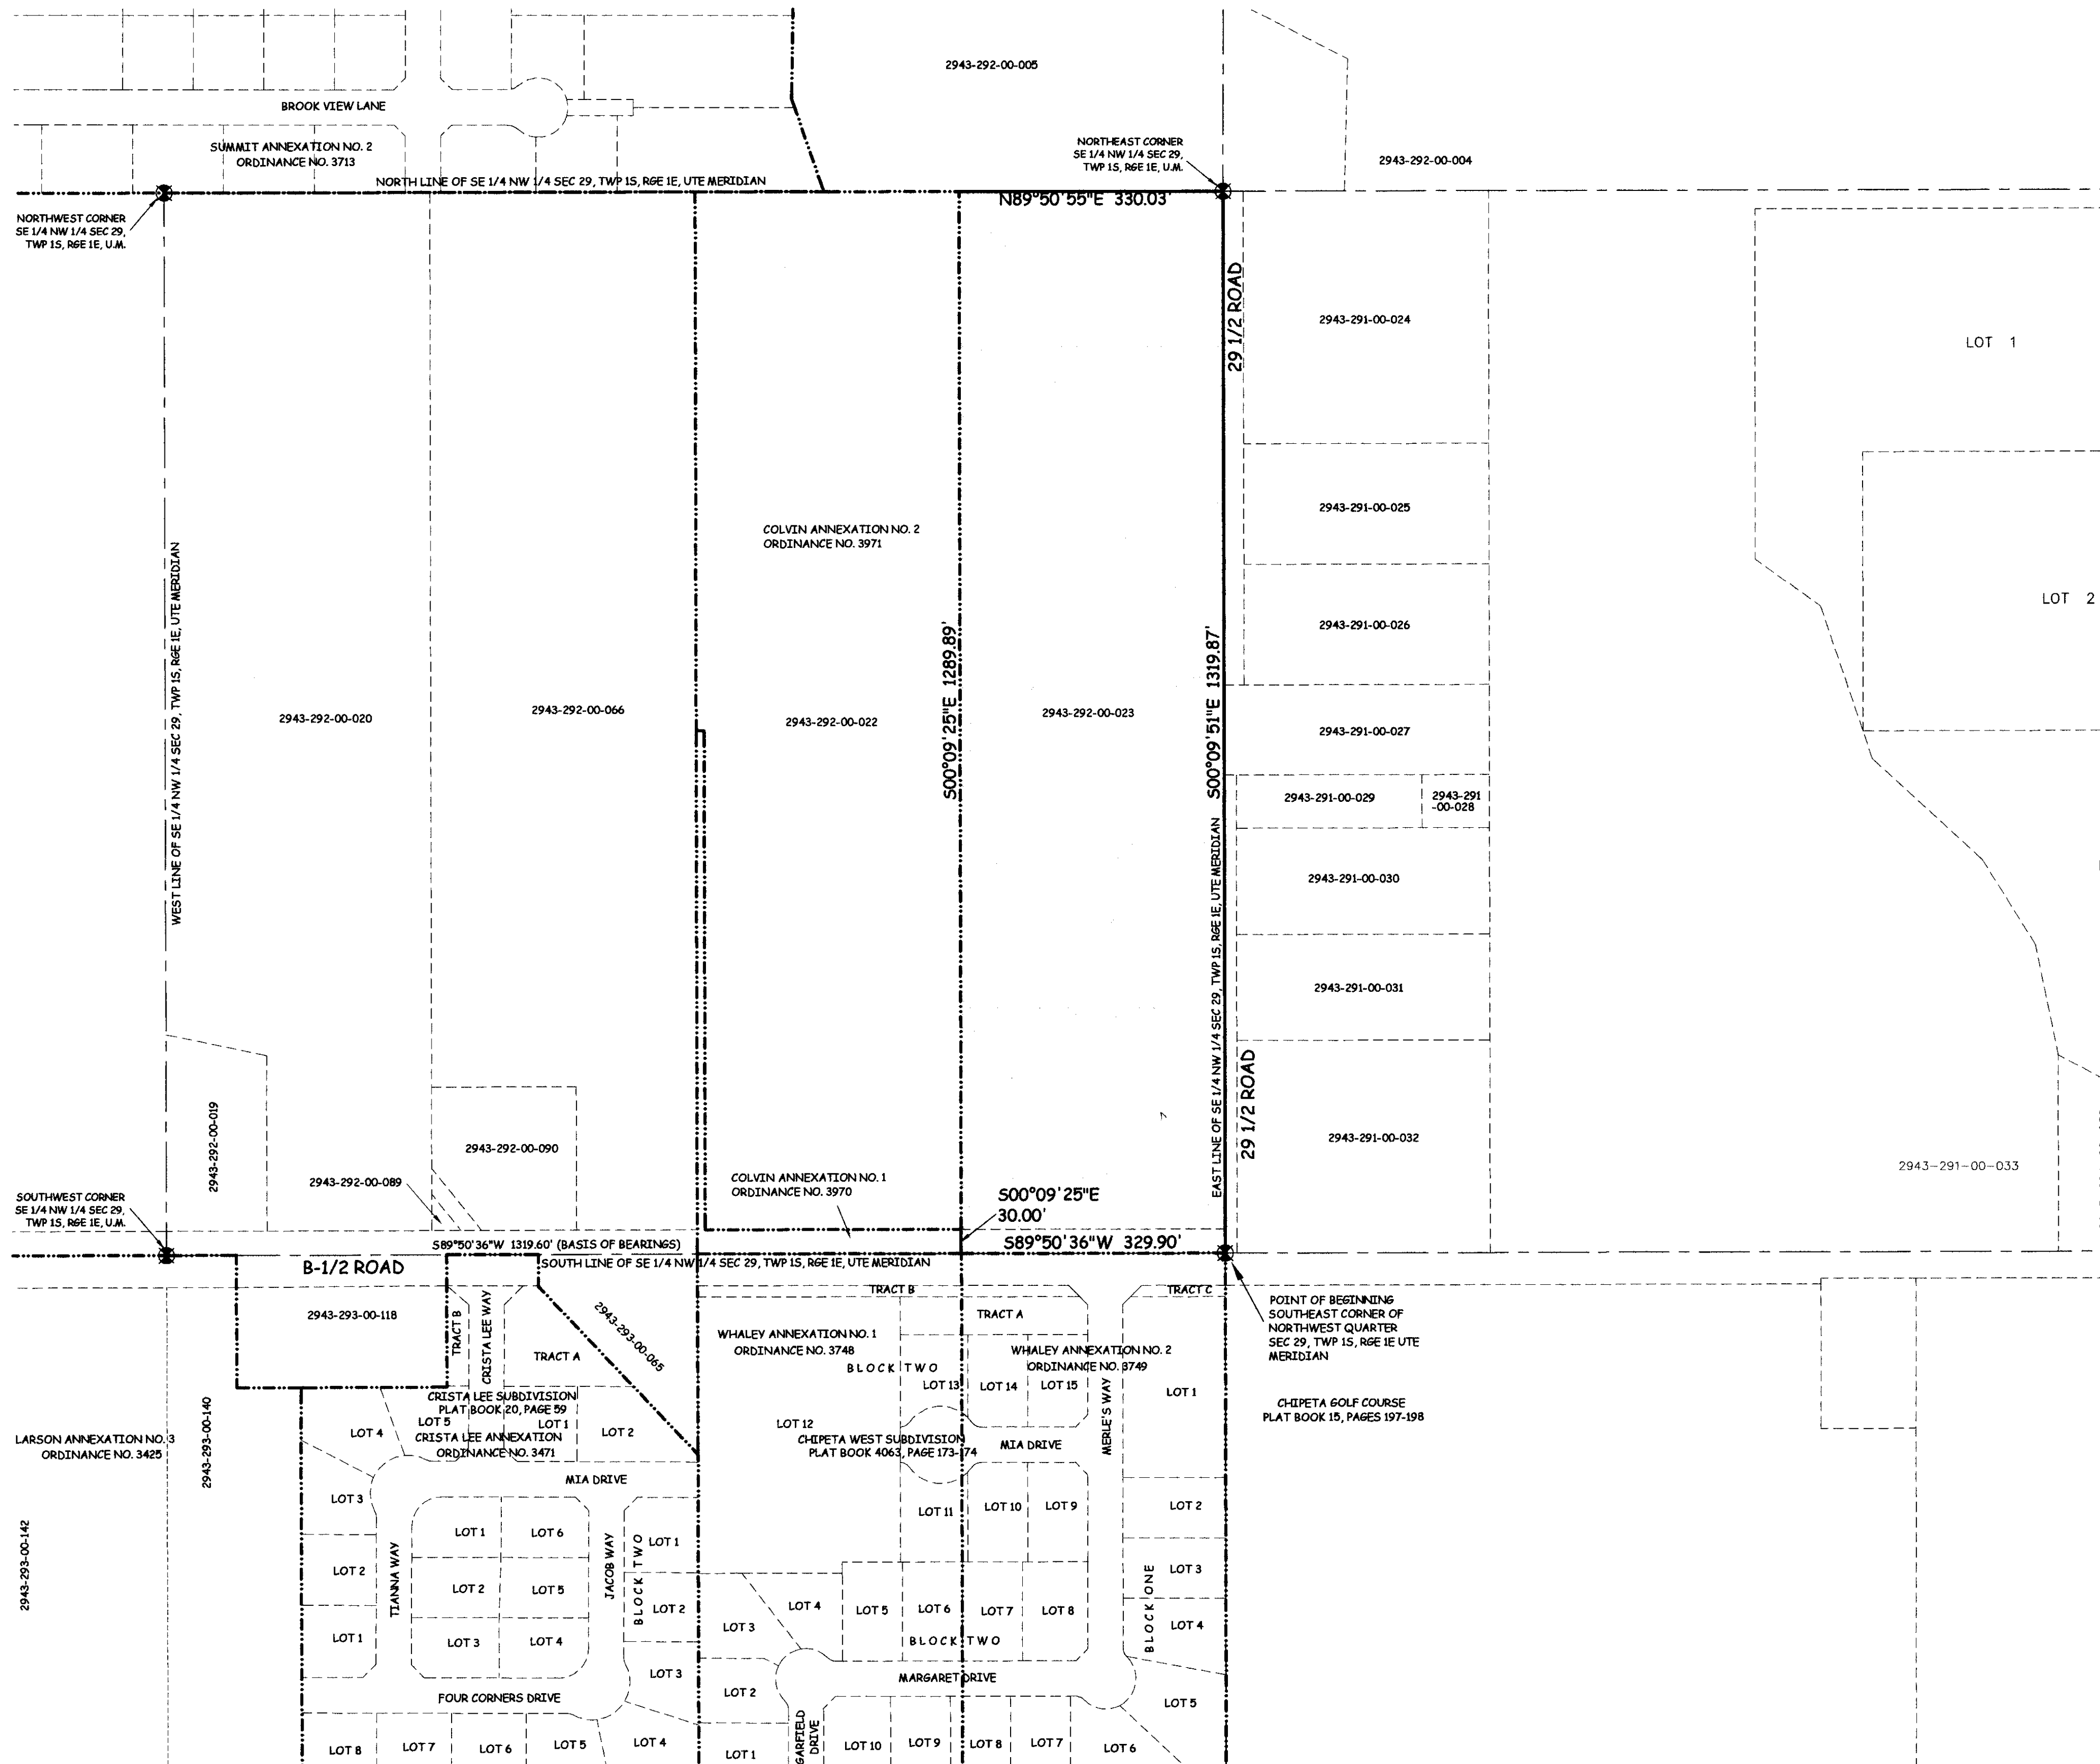 2943-292-00-005
BROOK VIEW LANE
SUMMIT ANNEXATION NO. 2
ORDINANCE NO. 3713
NORTHEAST CORNER
SE 1/4 NW 1/4 SEC 29,
TWP 1S, RGE 1E, U.M.
2943-292-00-004
NORTH LINE OF SE 1/4 NW 1/4 SEC 29, TWP 1S, RGE 1E, UTE MERIDIAN
N89°50'55"E 330.03'
NORTHWEST CORNER
SE 1/4 NW 1/4 SEC 29,
TWP 1S, RGE 1E, U.M.
29 1/2 ROAD
2943-291-00-024
LOT 1
2943-291-00-025
COLVIN ANNEXATION NO. 2
ORDINANCE NO. 3971
LOT 2
2943-291-00-026
WEST LINE OF SE 1/4 NW 1/4 SEC 29, TWP 1S, RGE 1E, UTE MERIDIAN
S00°09'25"E 1289.89'
S00°09'51"E 1319.87'
2943-292-00-020
2943-292-00-066
2943-292-00-022
2943-292-00-023
2943-291-00-027
2943-291-00-029
2943-291
-00-028
2943-291-00-030
EAST LINE OF SE 1/4 NW 1/4 SEC 29, TWP 1S, RGE 1E, UTE MERIDIAN
2943-291-00-031
29 1/2 ROAD
2943-291-00-032
2943-291-00-033
2943-292-00-019
2943-292-00-090
2943-292-00-089
COLVIN ANNEXATION NO. 1
ORDINANCE NO. 3970
S00°09'25"E
30.00'
SOUTHWEST CORNER
SE 1/4 NW 1/4 SEC 29,
TWP 1S, RGE 1E, U.M.
S89°50'36"W 1319.60' (BASIS OF BEARINGS)
S89°50'36"W 329.90'
B-1/2 ROAD
SOUTH LINE OF SE 1/4 NW 1/4 SEC 29, TWP 1S, RGE 1E, UTE MERIDIAN
TRACT B
TRACT C
POINT OF BEGINNING
SOUTHEAST CORNER OF
NORTHWEST QUARTER
SEC 29, TWP 1S, RGE 1E UTE
MERIDIAN
2943-293-00-118
TRACT B
CRISTA LEE WAY
2943-293-00-065
TRACT A
TRACT A
WHALEY ANNEXATION NO. 1
ORDINANCE NO. 3748
WHALEY ANNEXATION NO. 2
ORDINANCE NO. 3749
BLOCK TWO
LOT 13
LOT 14
LOT 15
MERLE'S WAY
LOT 1
CHIPETA GOLF COURSE
PLAT BOOK 15, PAGES 197-198
CRISTA LEE SUBDIVISION
PLAT BOOK 20, PAGE 59
LOT 5
LOT 1
LOT 4
LOT 2
CRISTA LEE ANNEXATION
ORDINANCE NO. 3471
LOT 12
CHIPETA WEST SUBDIVISION
PLAT BOOK 4063, PAGE 173-174
MIA DRIVE
LARSON ANNEXATION NO. 3
ORDINANCE NO. 3425
2943-293-00-140
2943-293-00-142
MIA DRIVE
LOT 3
LOT 11
LOT 10
LOT 9
LOT 2
LOT 1
LOT 6
LOT 1
TIANNA WAY
JACOB WAY
BLOCK TWO
LOT 2
LOT 2
LOT 5
LOT 2
LOT 3
LOT 4
LOT 5
LOT 6
LOT 7
LOT 8
BLOCK ONE
LOT 3
LOT 4
LOT 1
LOT 3
LOT 4
BLOCK TWO
LOT 3
LOT 2
MARGARET DRIVE
FOUR CORNERS DRIVE
LOT 5
GARFIELD
DRIVE
LOT 8
LOT 7
LOT 6
LOT 5
LOT 4
LOT 1
LOT 10
LOT 9
LOT 8
LOT 7
LOT 6